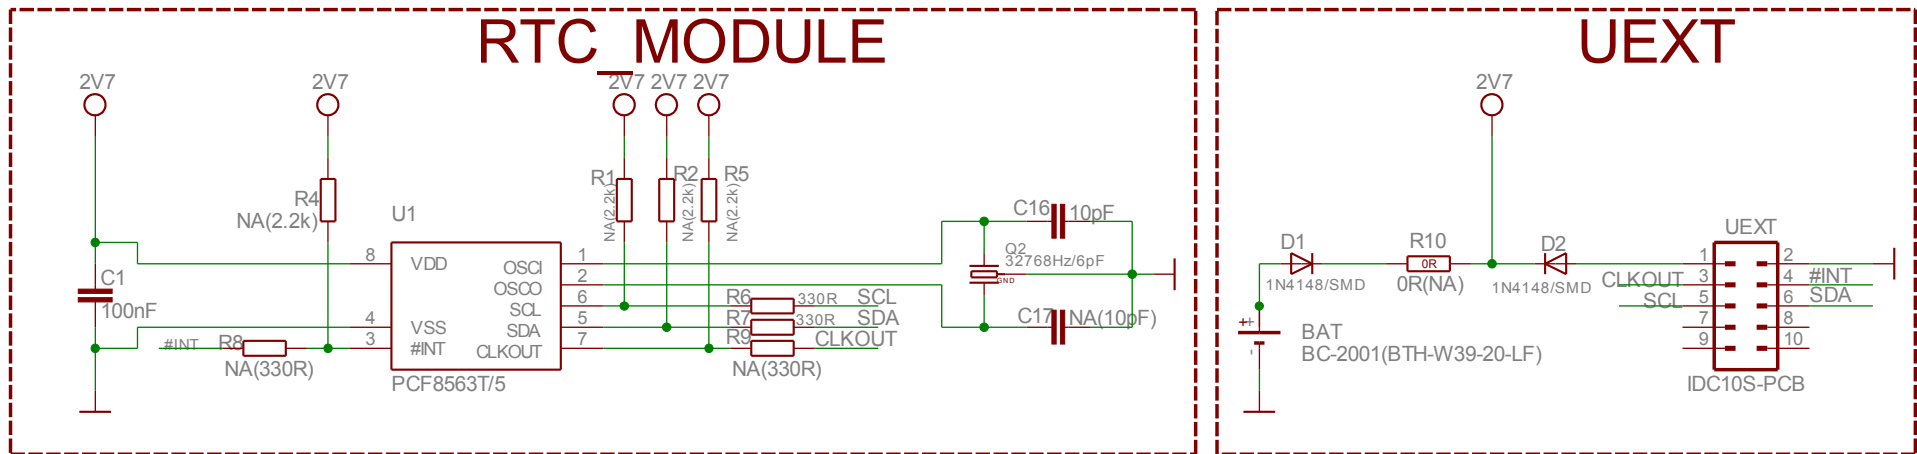 RTC_MODULE
UEXT
2V7
2V7
2V7 2V7 2V7
2V7
R4
NA(2.2k)
R1
NA(2.2k)
R2
NA(2.2k)
R5
NA(2.2k)
U1
C1
100nF
8 VDD
4 VSS
3 #INT
OSCI 1
OSCO 2
SCL 6
SDA 5
CLKOUT 7
PCF8563T/5
#INT
R8
NA(330R)
R6 330R SCL
R7 330R SDA
R9 CLKOUT
NA(330R)
C16 10pF
Q2
32768Hz/6pF
GND
C17 NA(10pF)
D1
1N4148/SMD
R10
0R
0R(NA)
D2
1N4148/SMD
+ +
-
BAT
BC-2001(BTH-W39-20-LF)
UEXT
1 2
CLKOUT 3 4 #INT
SCL 5 6 SDA
7 8
9 10
IDC10S-PCB